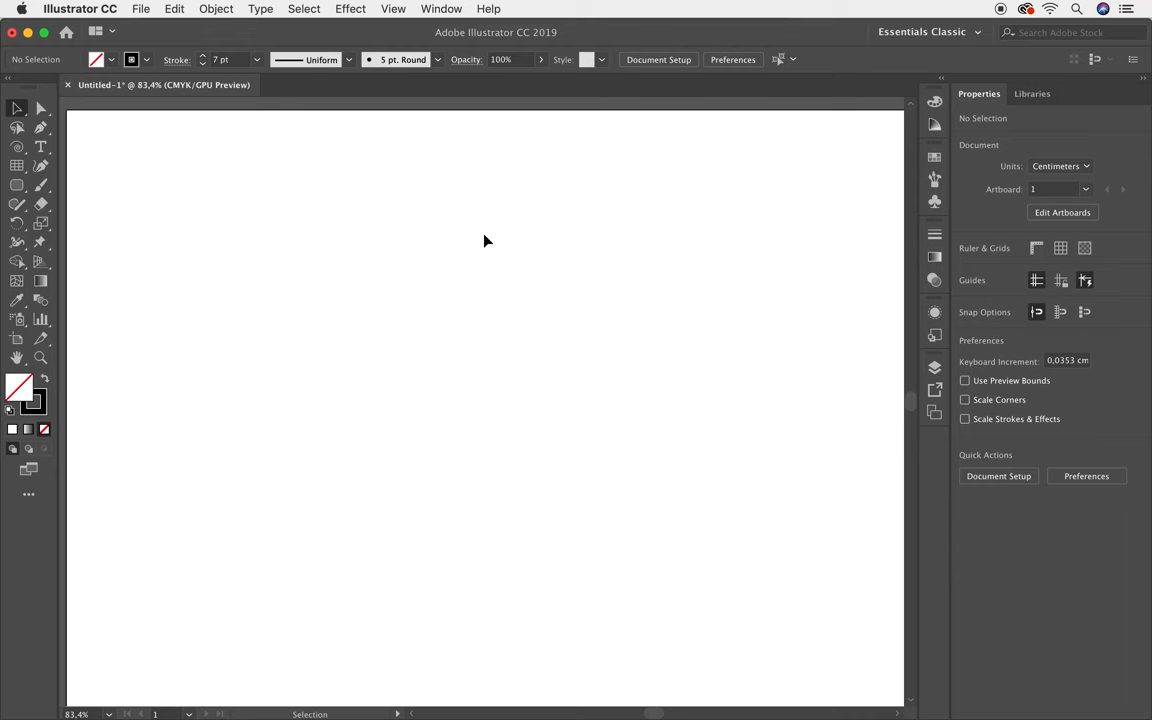 Illustrator CC File Edit Object Type Select Effect View Window Help
Adobe Illustrator CC 2019
Essentials Classic
Search Adobe Stock
No Selection
Stroke: 7 pt
Uniform
5 pt. Round
Opacity: 100%
Style:
Document Setup
Preferences
× Untitled-1* @ 83,4% (CMYK/GPU Preview)
Properties Libraries
No Selection
Document
Units: Centimeters
Artboard: 1
Edit Artboards
Ruler & Grids
Guides
Snap Options
Preferences
Keyboard Increment: 0,0353 cm
Use Preview Bounds
Scale Corners
Scale Strokes & Effects
Quick Actions
Document Setup Preferences
83,4% 1 Selection